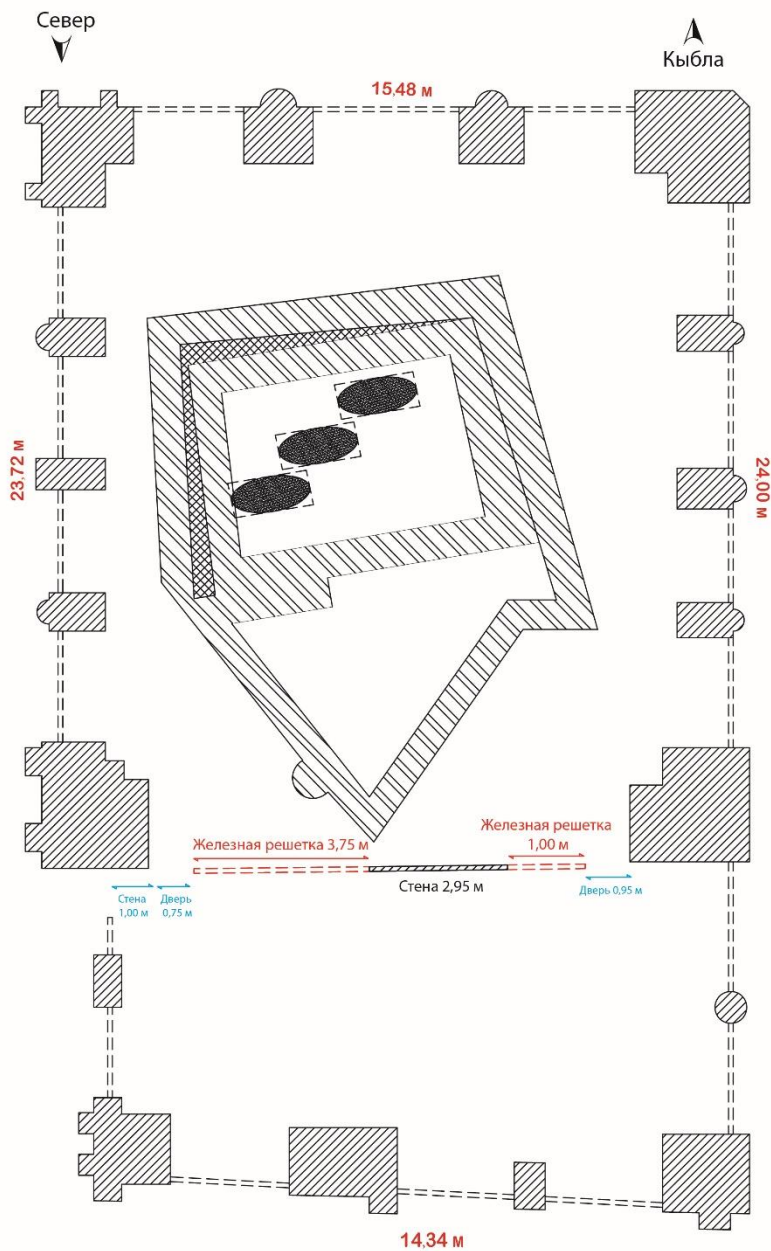 Север
Кыбла
15,48 м
23,72 м
24,00 м
Железная решетка 3,75 м
Железная решетка
1,00 м
Стена 2,95 м
Стена
1,00 м
Дверь
0,75 м
Дверь 0,95 м
14,34 м